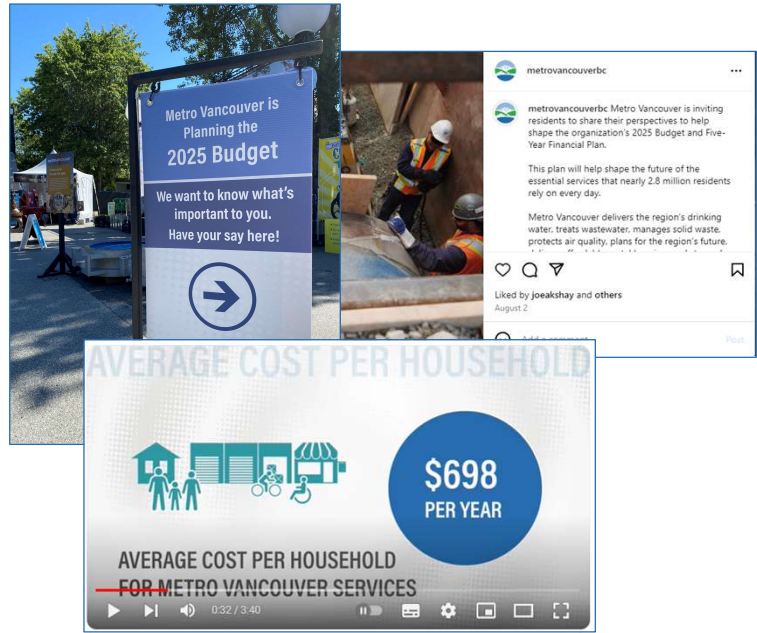 Metro Vancouver is
Planning the
2025 Budget
We want to know what's
important to you.
Have your say here!
metrovancouverbc
metrovancouverbc Metro Vancouver is inviting
residents to share their perspectives to help
shape the organization's 2025 Budget and Five-
Year Financial Plan.
This plan will help shape the future of the
essential services that nearly 2.8 million residents
rely on every day.
Metro Vancouver delivers the region's drinking
water, treats wastewater, manages solid waste,
protects air quality, plans for the region's future,
Liked by joeakshay and others
August 2
Add a comment
Post
AVERAGE COST PER HOUSEHOLD
$698
PER YEAR
AVERAGE COST PER HOUSEHOLD
FOR METRO VANCOUVER SERVICES
0:32 / 3:40